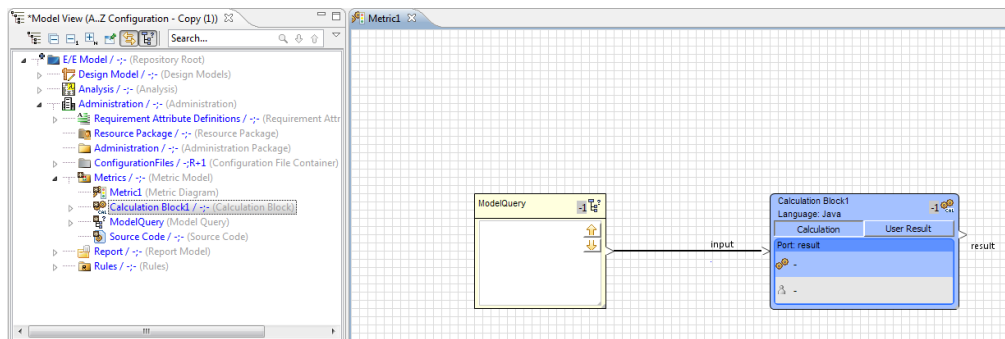 *Model View (A..Z Configuration - Copy (1))
Search...
E/E Model / -;- (Repository Root)
Design Model / -;- (Design Models)
Analysis / -;- (Analysis)
Administration / -;- (Administration)
Requirement Attribute Definitions / -;- (Requirement Attr
Resource Package / -;- (Resource Package)
Administration / -;- (Administration Package)
ConfigurationFiles / -;R+1 (Configuration File Container)
Metrics / -;- (Metric Model)
Metric1 (Metric Diagram)
Calculation Block1 / -;- (Calculation Block)
ModelQuery (Model Query)
Source Code / -;- (Source Code)
Report / -;- (Report Model)
Rules / -;- (Rules)
Metric1
ModelQuery
-1
input
Calculation Block1
-1
CAL
Language: Java
Calculation
User Result
Port: result
-
-
result